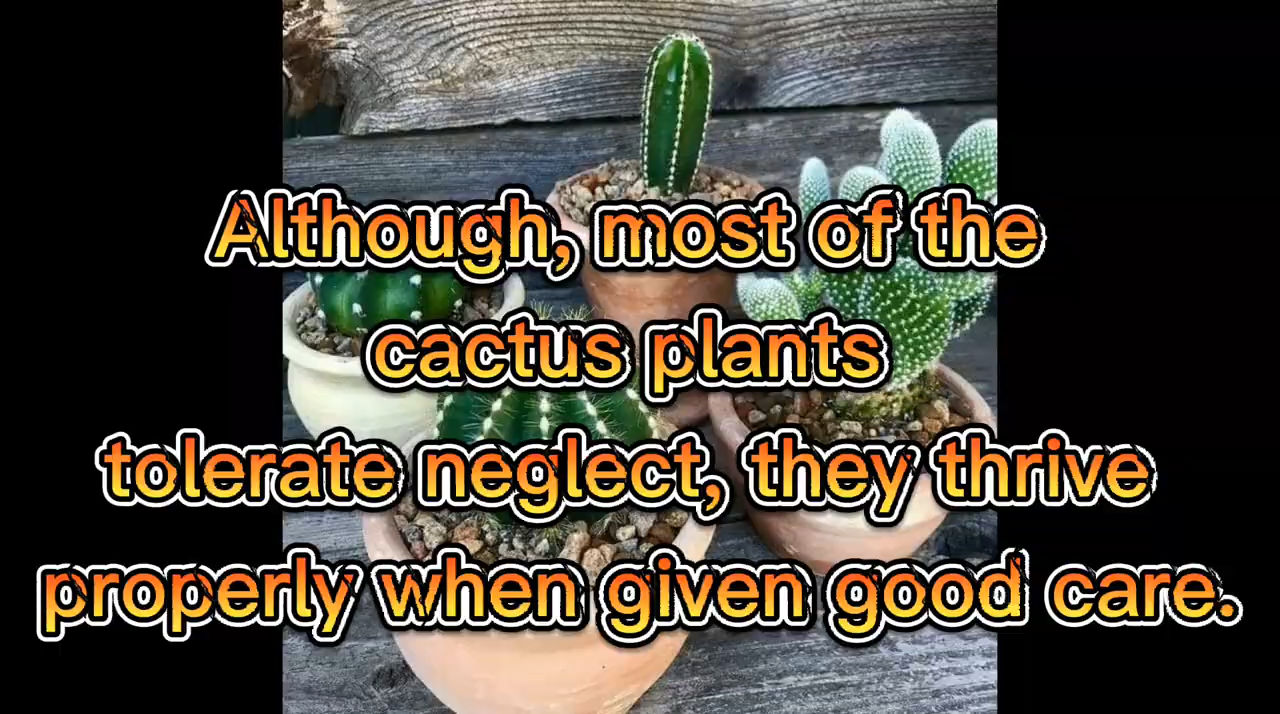 Although, most of the
cactus plants
tolerate neglect, they thrive
properly when given good care.